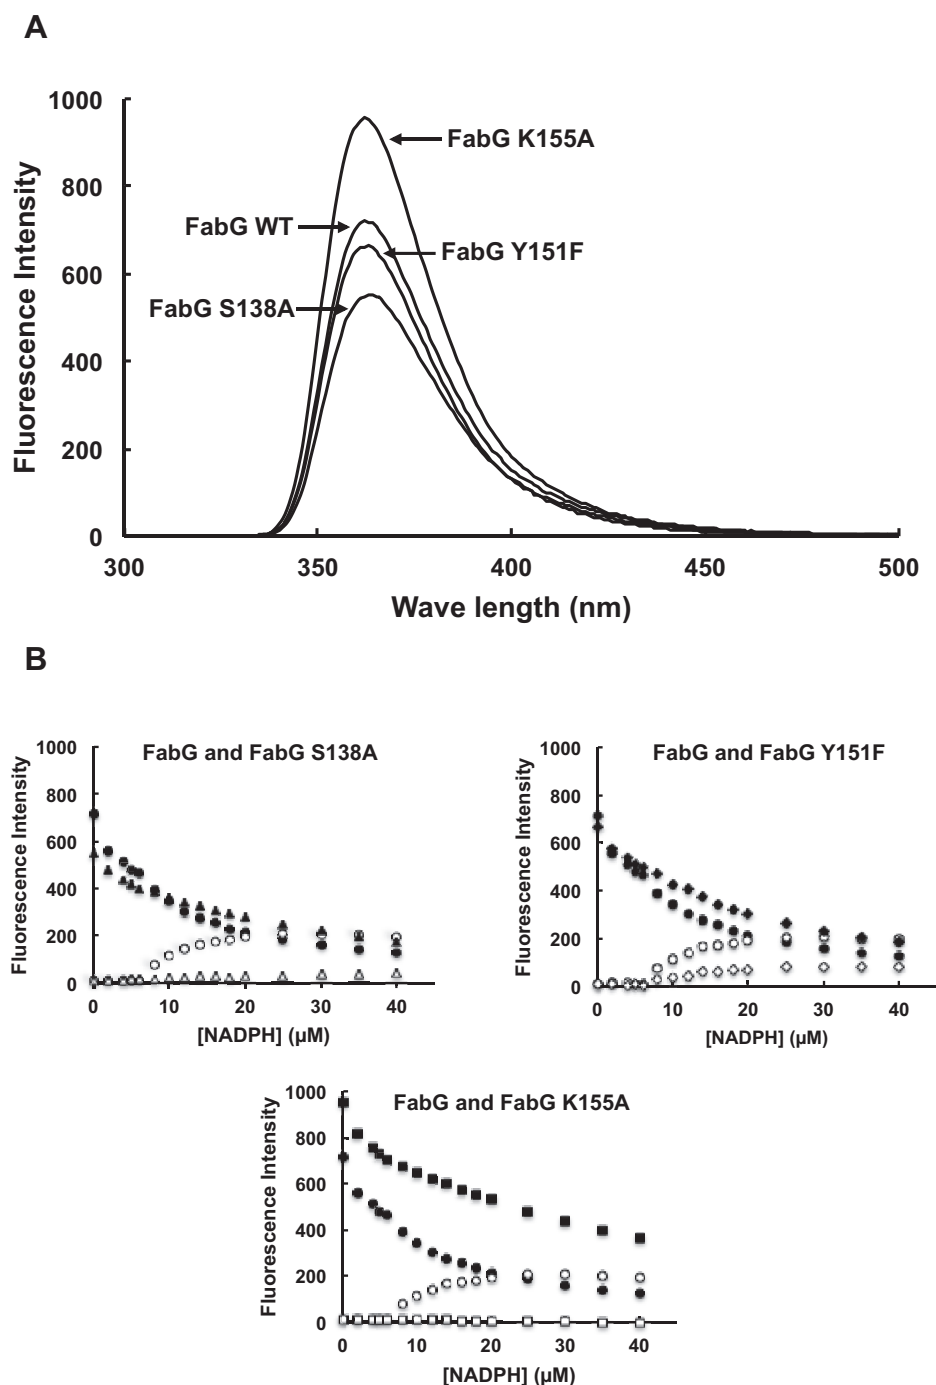 A
1000
800
600
400
200
0
Fluorescence Intensity
FabG K155A
FabG WT
FabG Y151F
FabG S138A
300 350 400 450 500
Wave length (nm)
B
FabG and FabG S138A
1000
800
600
400
200
0
Fluorescence Intensity
0 10 20 30 40
[NADPH] (µM)
FabG and FabG Y151F
1000
800
600
400
200
0
Fluorescence Intensity
0 10 20 30 40
[NADPH] (µM)
FabG and FabG K155A
1000
800
600
400
200
0
Fluorescence Intensity
0 10 20 30 40
[NADPH] (µM)